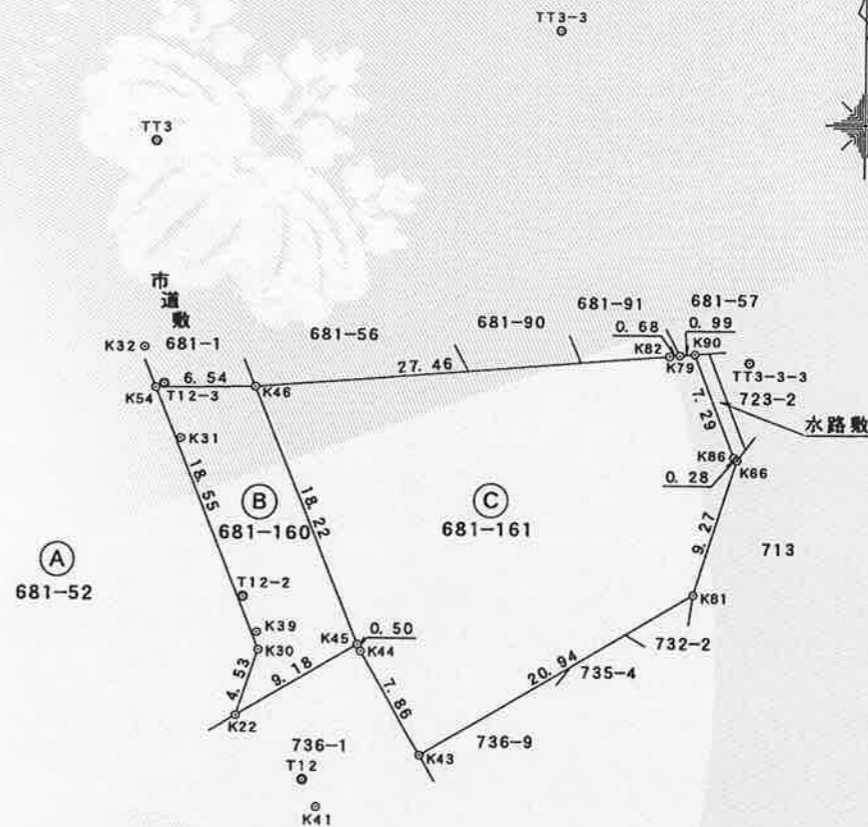 TT3-3
TT3
市道敷
681-1
681-56
681-90
681-91
681-57
K32
0.68
0.99
K82
K79
K90
TT3-3-3
6.54
27.46
K54
T12-3
K46
723-2
7.29
水路敷
K31
K86
K66
0.28
18.55
B
681-160
18.22
C
681-161
9.27
713
A
681-52
T12-2
K61
K39
K30
K45
0.50
K44
732-2
4.53
9.18
7.86
20.94
735-4
K22
736-1
K43
736-9
T12
K41